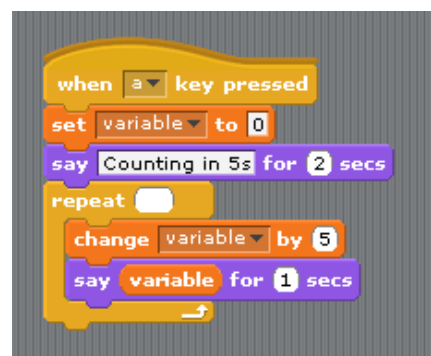 when a key pressed
set variable to 0
say Counting in 5s for 2 secs
repeat
change variable by 5
say variable for 1 secs